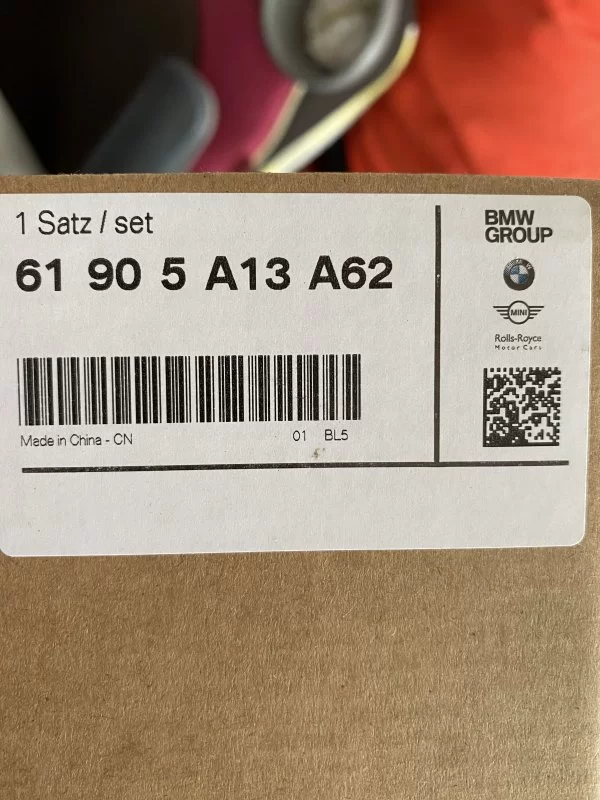 1 Satz / set
61 90 5 A13 A62
Made in China - CN
01 BL5
BMW
GROUP
MINI
Rolls-Royce
Motor Cars